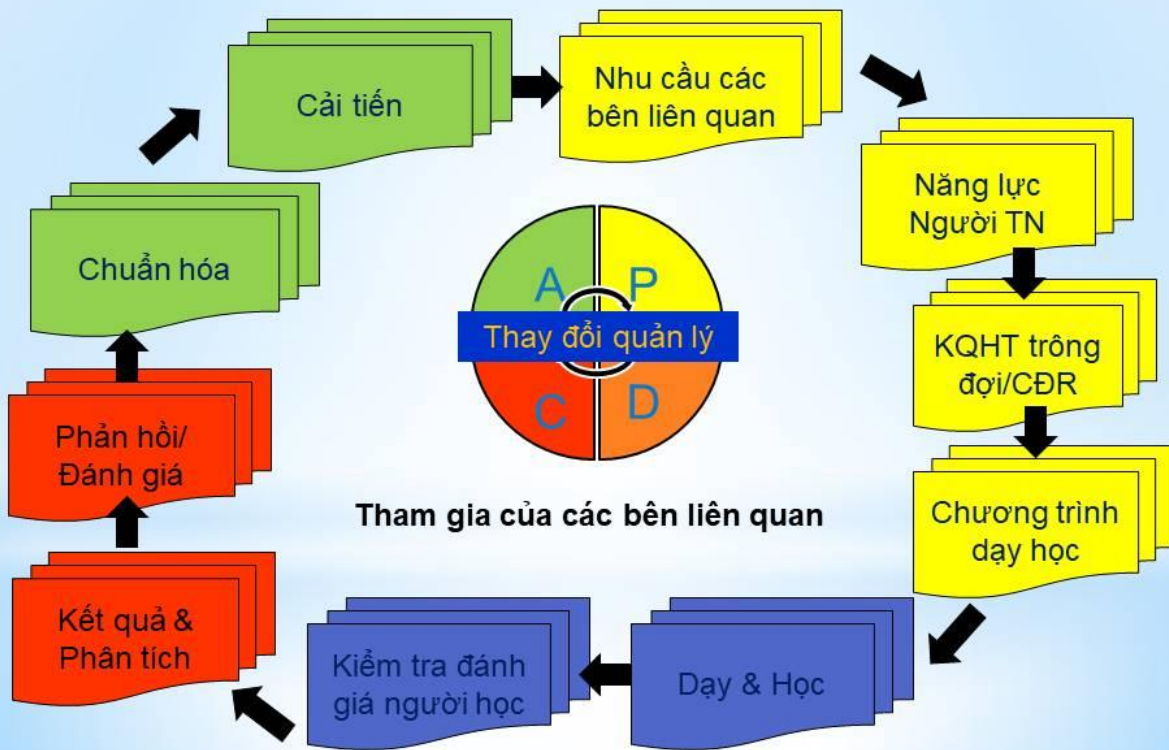 Cải tiến
Nhu cầu các
bên liên quan
Năng lực
Người TN
Chuẩn hóa
A
P
Thay đổi quản lý
C
D
KQHT trông
đợi/CĐR
Phản hồi/
Đánh giá
Tham gia của các bên liên quan
Chương trình
dạy học
Kết quả &
Phân tích
Kiểm tra đánh
giá người học
Dạy & Học